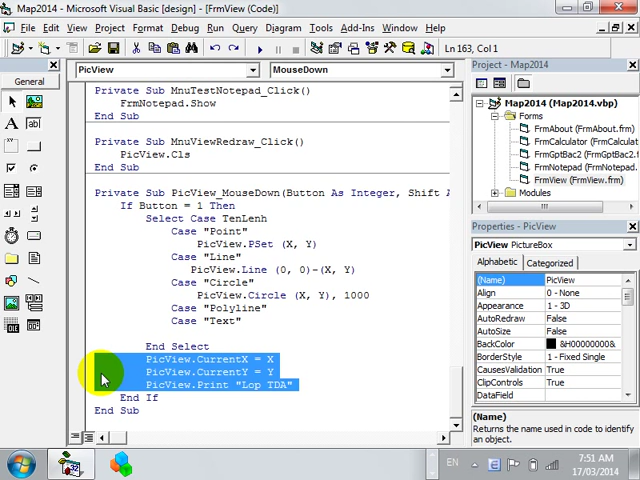 Map2014 - Microsoft Visual Basic [design] - [FrmView (Code)]
File Edit View Project Format Debug Run Query Diagram Tools Add-Ins Window Help
Ln 163, Col 1
General
PicView
MouseDown
Private Sub MnuTestNotepad_Click()
FrmNotepad.Show
End Sub
Private Sub MnuViewRedraw_Click()
PicView.Cls
End Sub
Private Sub PicView_MouseDown(Button As Integer, Shift A
If Button = 1 Then
Select Case TenLenh
Case "Point"
PicView.PSet (X, Y)
Case "Line"
PicView.Line (0, 0)-(X, Y)
Case "Circle"
PicView.Circle (X, Y), 1000
Case "Polyline"
Case "Text"
End Select
PicView.CurrentX = X
PicView.CurrentY = Y
PicView.Print "Lop TDA"
End If
End Sub
Project - Map2014
Map2014 (Map2014.vbp)
Forms
FrmAbout (FrmAbout.frm)
FrmCalculator (FrmCalcula
FrmGptBac2 (FrmGptBac2
FrmNotepad (FrmNotepad
FrmView (FrmView.frm)
Modules
Properties - PicView
PicView PictureBox
Alphabetic Categorized
(Name) PicView
Align 0 - None
Appearance 1 - 3D
AutoRedraw False
AutoSize False
BackColor &H00000000&
BorderStyle 1 - Fixed Single
CausesValidation True
ClipControls True
DataField
(Name)
Returns the name used in code to identify
an object.
EN
7:51 AM
17/03/2014